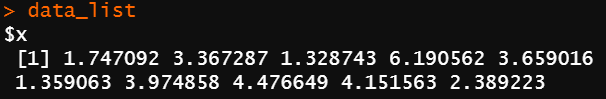 > data_list
$x
[1] 1.747092 3.367287 1.328743 6.190562 3.659016
1.359063 3.974858 4.476649 4.151563 2.389223